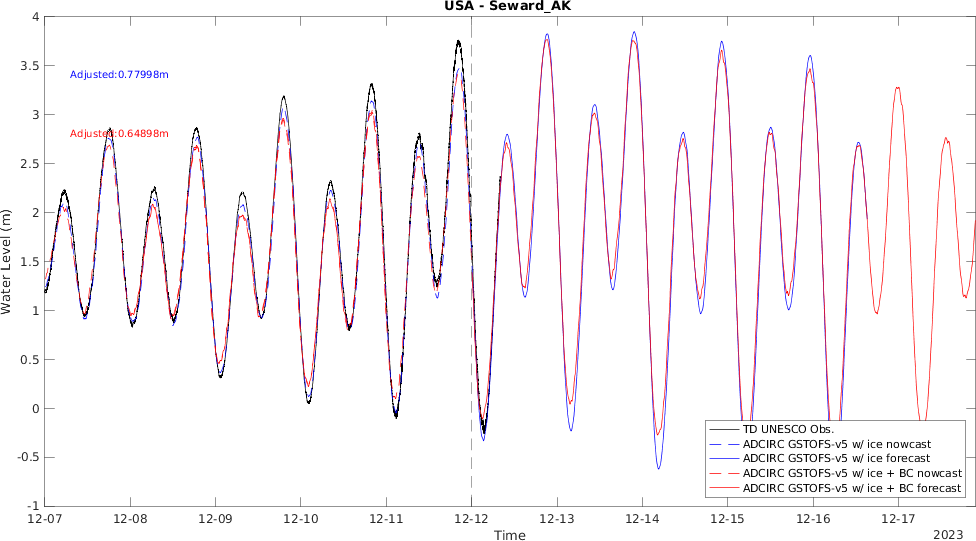 USA - Seward_AK
4
3.5
3
2.5
2
1.5
1
0.5
0
-0.5
-1
Water Level (m)
Adjusted:0.77998m
Adjusted:0.64898m
TD UNESCO Obs.
ADCIRC GSTOFS-v5 w/ ice nowcast
ADCIRC GSTOFS-v5 w/ ice forecast
ADCIRC GSTOFS-v5 w/ ice + BC nowcast
ADCIRC GSTOFS-v5 w/ ice + BC forecast
12-07 12-08 12-09 12-10 12-11 12-12 12-13 12-14 12-15 12-16 12-17
Time
2023